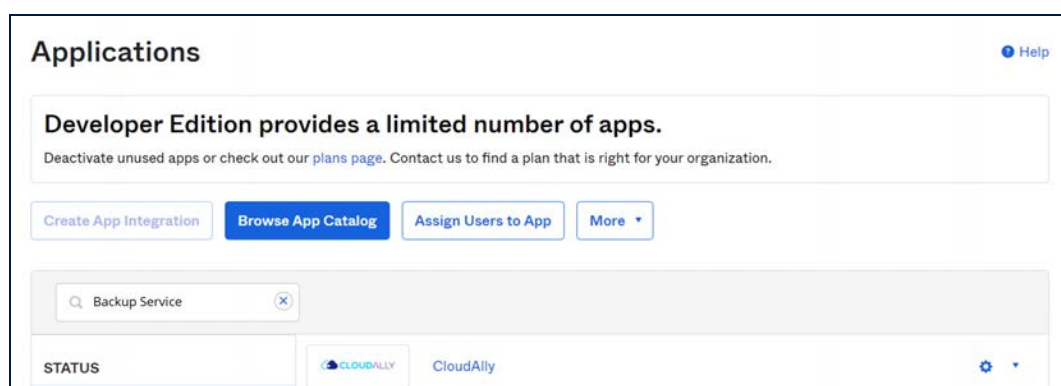 Applications
Help
Developer Edition provides a limited number of apps.
Deactivate unused apps or check out our plans page. Contact us to find a plan that is right for your organization.
Create App Integration
Browse App Catalog
Assign Users to App
More
Backup Service
STATUS
CLOUDALLY
CloudAlly